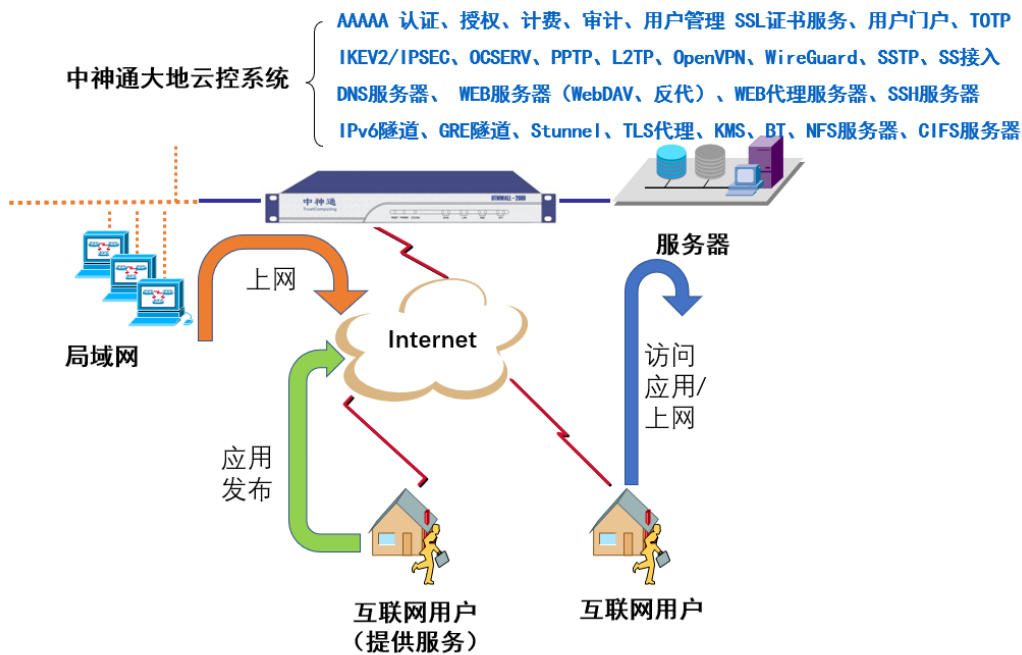 AAAAA 认证、授权、计费、审计、用户管理 SSL证书服务、用户门户、TOTP
IKEV2/IPSEC、OCSERV、PPTP、L2TP、OpenVPN、WireGuard、SSTP、SS接入
中神通大地云控系统
DNS服务器、 WEB服务器（WebDAV、反代）、WEB代理服务器、SSH服务器
IPv6隧道、GRE隧道、Stunnel、TLS代理、KMS、BT、NFS服务器、CIFS服务器
中神通
TrustComputing
UTMWALL-2000
服务器
上网
Internet
局域网
访问
应用/
上网
应用
发布
互联网用户
（提供服务）
互联网用户